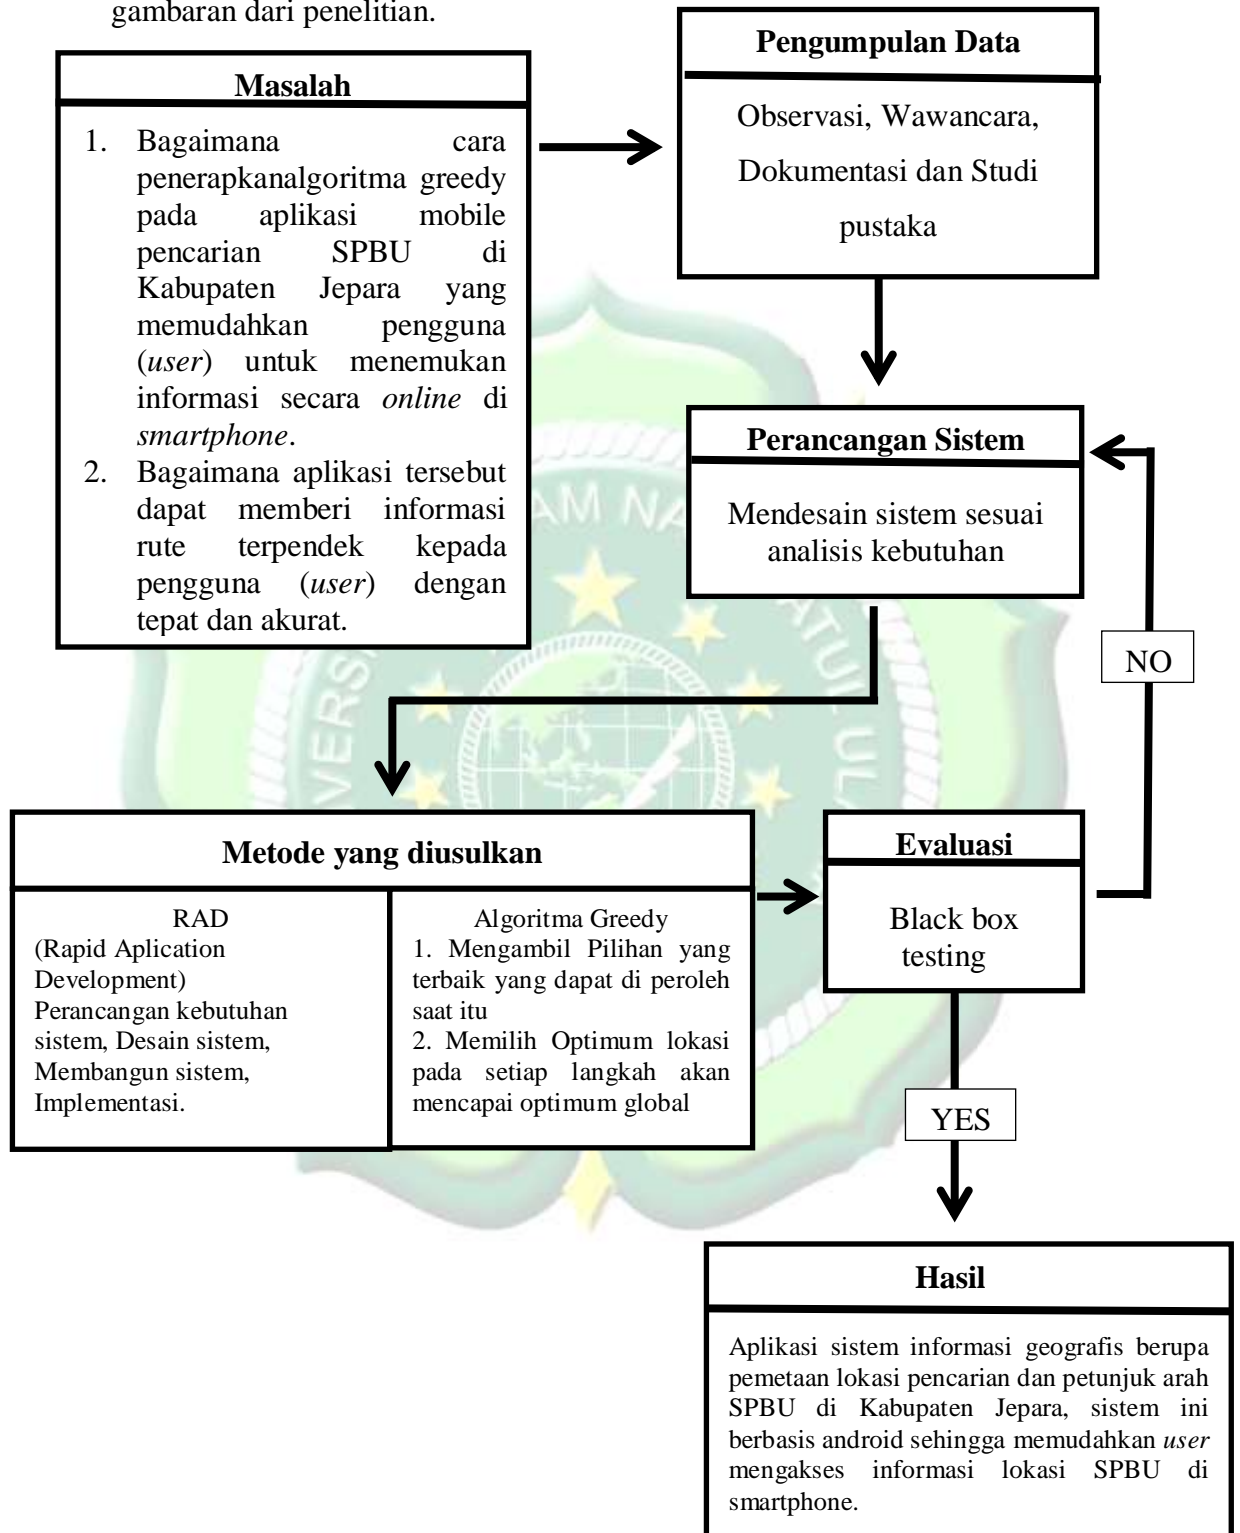 gambaran dari penelitian.
Masalah
1. Bagaimana cara
penerapkanalgoritma greedy
pada aplikasi mobile
pencarian SPBU di
Kabupaten Jepara yang
memudahkan pengguna
(user) untuk menemukan
informasi secara online di
smartphone.
2. Bagaimana aplikasi tersebut
dapat memberi informasi
rute terpendek kepada
pengguna (user) dengan
tepat dan akurat.
Pengumpulan Data
Observasi, Wawancara,
Dokumentasi dan Studi
pustaka
Perancangan Sistem
Mendesain sistem sesuai
analisis kebutuhan
NO
Metode yang diusulkan
RAD
(Rapid Aplication
Development)
Perancangan kebutuhan
sistem, Desain sistem,
Membangun sistem,
Implementasi.
Algoritma Greedy
1. Mengambil Pilihan yang
terbaik yang dapat di peroleh
saat itu
2. Memilih Optimum lokasi
pada setiap langkah akan
mencapai optimum global
Evaluasi
Black box
testing
YES
Hasil
Aplikasi sistem informasi geografis berupa
pemetaan lokasi pencarian dan petunjuk arah
SPBU di Kabupaten Jepara, sistem ini
berbasis android sehingga memudahkan user
mengakses informasi lokasi SPBU di
smartphone.